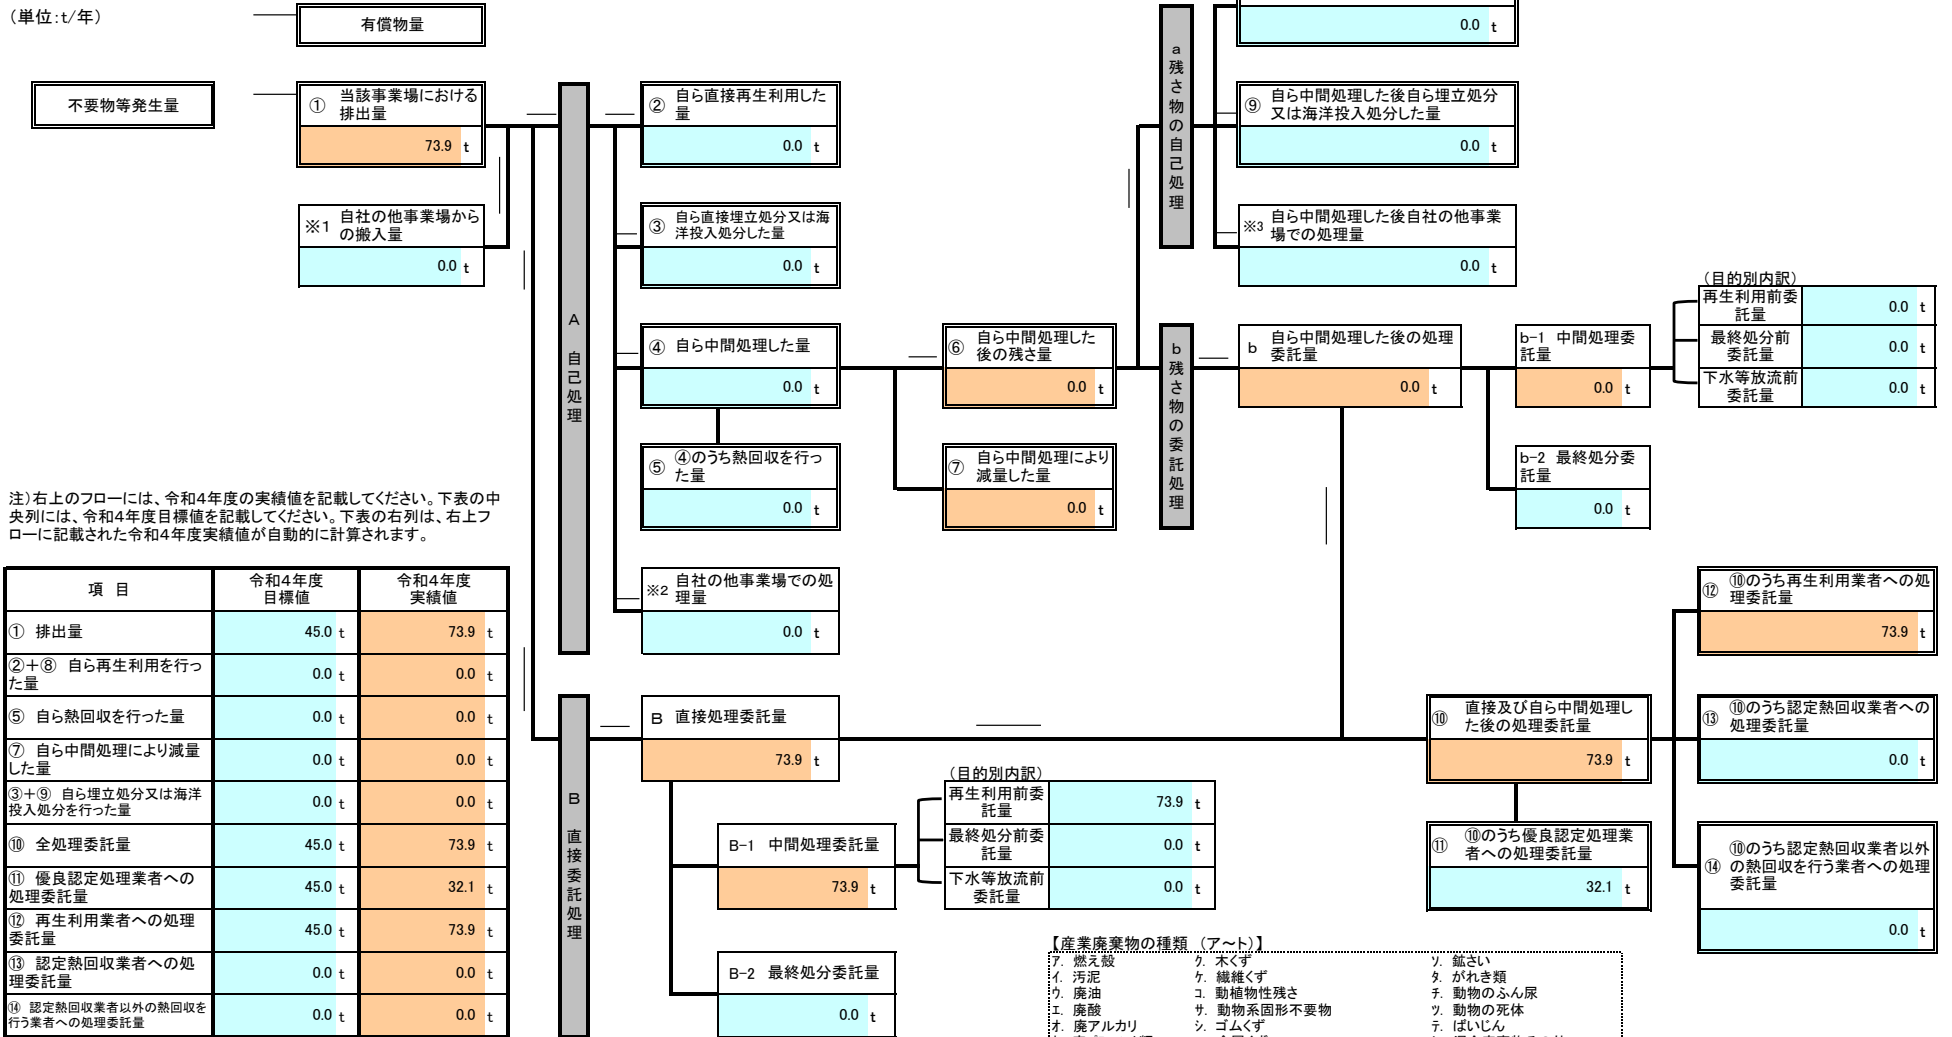 （単位:t/年）
有償物量
0.0 t
不要物等発生量
① 当該事業場における
排出量
73.9 t
※1 自社の他事業場から
の搬入量
0.0 t
A 自己処理
② 自ら直接再生利用した
量
0.0 t
③ 自ら直接埋立処分又は海
洋投入処分した量
0.0 t
④ 自ら中間処理した量
0.0 t
⑤ ④のうち熱回収を行っ
た量
0.0 t
※2 自社の他事業場での処
理量
0.0 t
⑥ 自ら中間処理した
後の残さ量
0.0 t
⑦ 自ら中間処理により
減量した量
0.0 t
a 残さ物の自己処理
⑨ 自ら中間処理した後自ら埋立処分
又は海洋投入処分した量
0.0 t
※3 自ら中間処理した後自社の他事業
場での処理量
0.0 t
b 残さ物の委託処理
b 自ら中間処理した後の処理
委託量
0.0 t
b-1 中間処理委
託量
0.0 t
b-2 最終処分委
託量
0.0 t
（目的別内訳）
再生利用前委
託量 0.0 t
最終処分前
委託量 0.0 t
下水等放流前
委託量 0.0 t
注）右上のフローには、令和4年度の実績値を記載してください。下表の中
央列には、令和4年度目標値を記載してください。下表の右列は、右上フ
ローに記載された令和4年度実績値が自動的に計算されます。
項 目 令和4年度 目標値 令和4年度 実績値
① 排出量 45.0 t 73.9 t
②＋⑧ 自ら再生利用を行っ
た量 0.0 t 0.0 t
⑤ 自ら熱回収を行った量 0.0 t 0.0 t
⑦ 自ら中間処理により減量
した量 0.0 t 0.0 t
③＋⑨ 自ら埋立処分又は海洋
投入処分を行った量 0.0 t 0.0 t
⑩ 全処理委託量 45.0 t 73.9 t
⑪ 優良認定処理業者への
処理委託量 45.0 t 32.1 t
⑫ 再生利用業者への処理
委託量 45.0 t 73.9 t
⑬ 認定熱回収業者への処
理委託量 0.0 t 0.0 t
⑭ 認定熱回収業者以外の熱回収を
行う業者への処理委託量 0.0 t 0.0 t
B 直接委託処理
B 直接処理委託量
73.9 t
B-1 中間処理委託量
73.9 t
B-2 最終処分委託量
0.0 t
（目的別内訳）
再生利用前委
託量 73.9 t
最終処分前委
託量 0.0 t
下水等放流前
委託量 0.0 t
⑩ 直接及び自ら中間処理し
た後の処理委託量
73.9 t
⑪ ⑩のうち優良認定処理業
者への処理委託量
32.1 t
⑫ ⑩のうち再生利用業者への処
理委託量
73.9 t
⑬ ⑩のうち認定熱回収業者への
処理委託量
0.0 t
⑭ ⑩のうち認定熱回収業者以外
の熱回収を行う業者への処理
委託量
0.0 t
【産業廃棄物の種類 （ア～ト）】
ア. 燃え殻 ク. 木くず ソ. 鉱さい
イ. 汚泥 ケ. 繊維くず タ. がれき類
ウ. 廃油 コ. 動植物性残さ チ. 動物のふん尿
エ. 廃酸 サ. 動物系固形不要物 ツ. 動物の死体
オ. 廃アルカリ シ. ゴムくず テ. ばいじん